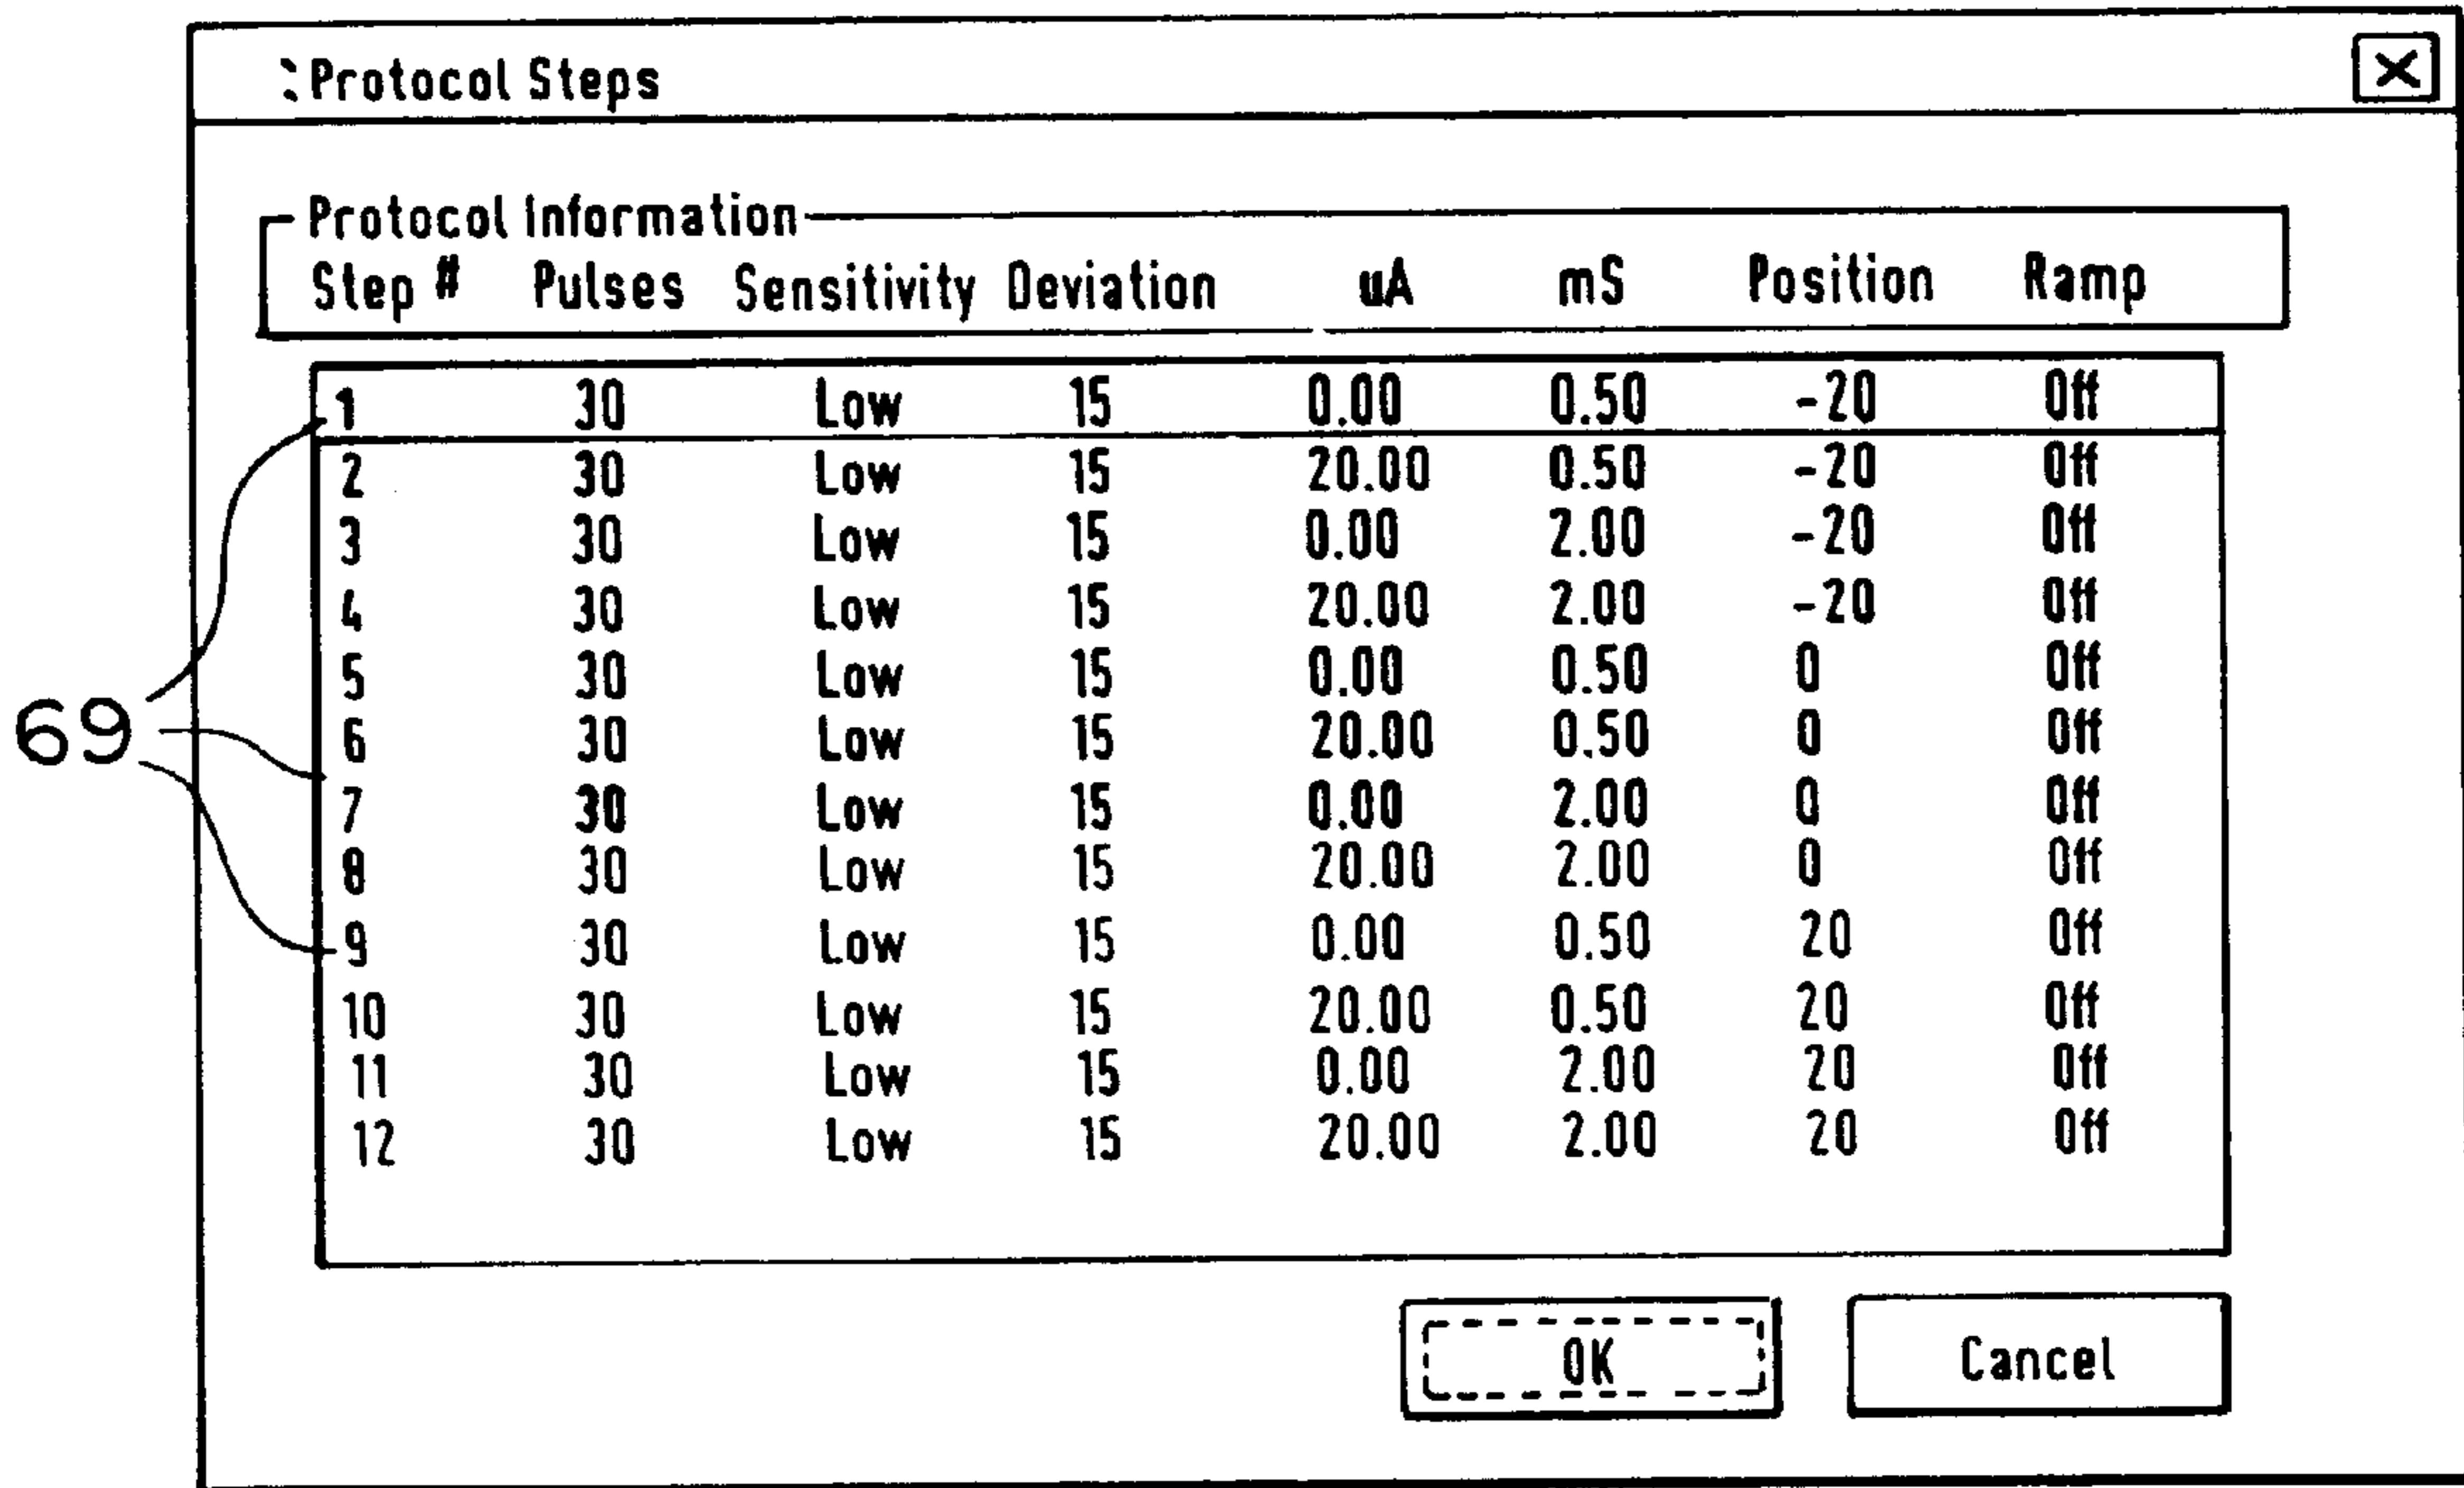 Protocol Steps X
Protocol Information
Step # Pulses Sensitivity Deviation uA mS Position Ramp
1 30 Low 15 0.00 0.50 -20 Off
2 30 Low 15 20.00 0.50 -20 Off
3 30 Low 15 0.00 2.00 -20 Off
4 30 Low 15 20.00 2.00 -20 Off
5 30 Low 15 0.00 0.50 0 Off
6 30 Low 15 20.00 0.50 0 Off
7 30 Low 15 0.00 2.00 0 Off
8 30 Low 15 20.00 2.00 0 Off
9 30 Low 15 0.00 0.50 20 Off
10 30 Low 15 20.00 0.50 20 Off
11 30 Low 15 0.00 2.00 20 Off
12 30 Low 15 20.00 2.00 20 Off
69
OK Cancel